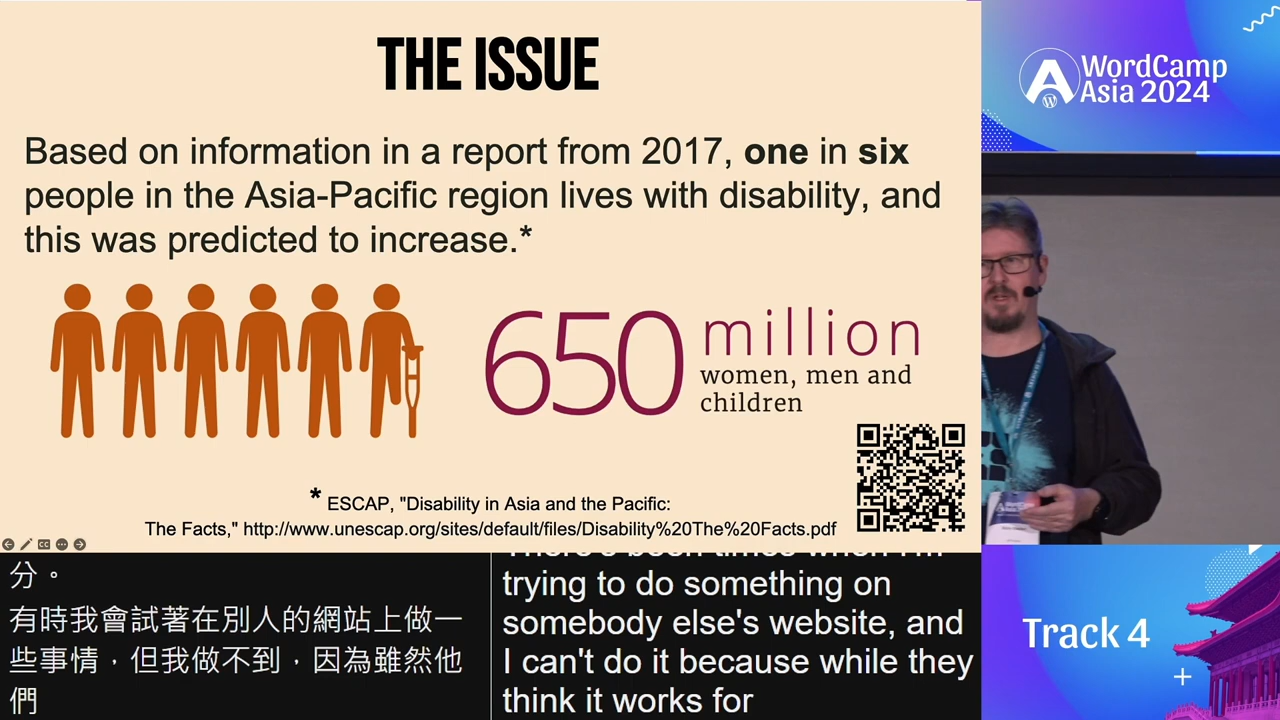 THE ISSUE
Based on information in a report from 2017, one in six
people in the Asia-Pacific region lives with disability, and
this was predicted to increase.*
650 million
women, men and
children
* ESCAP, "Disability in Asia and the Pacific:
The Facts," http://www.unescap.org/sites/default/files/Disability%20The%20Facts.pdf
WordCamp
Asia 2024
分。
有時我會試著在別人的網站上做一
些事情，但我做不到，因為雖然他
們
There's been times when I'm
trying to do something on
somebody else's website, and
I can't do it because while they
think it works for
Track 4